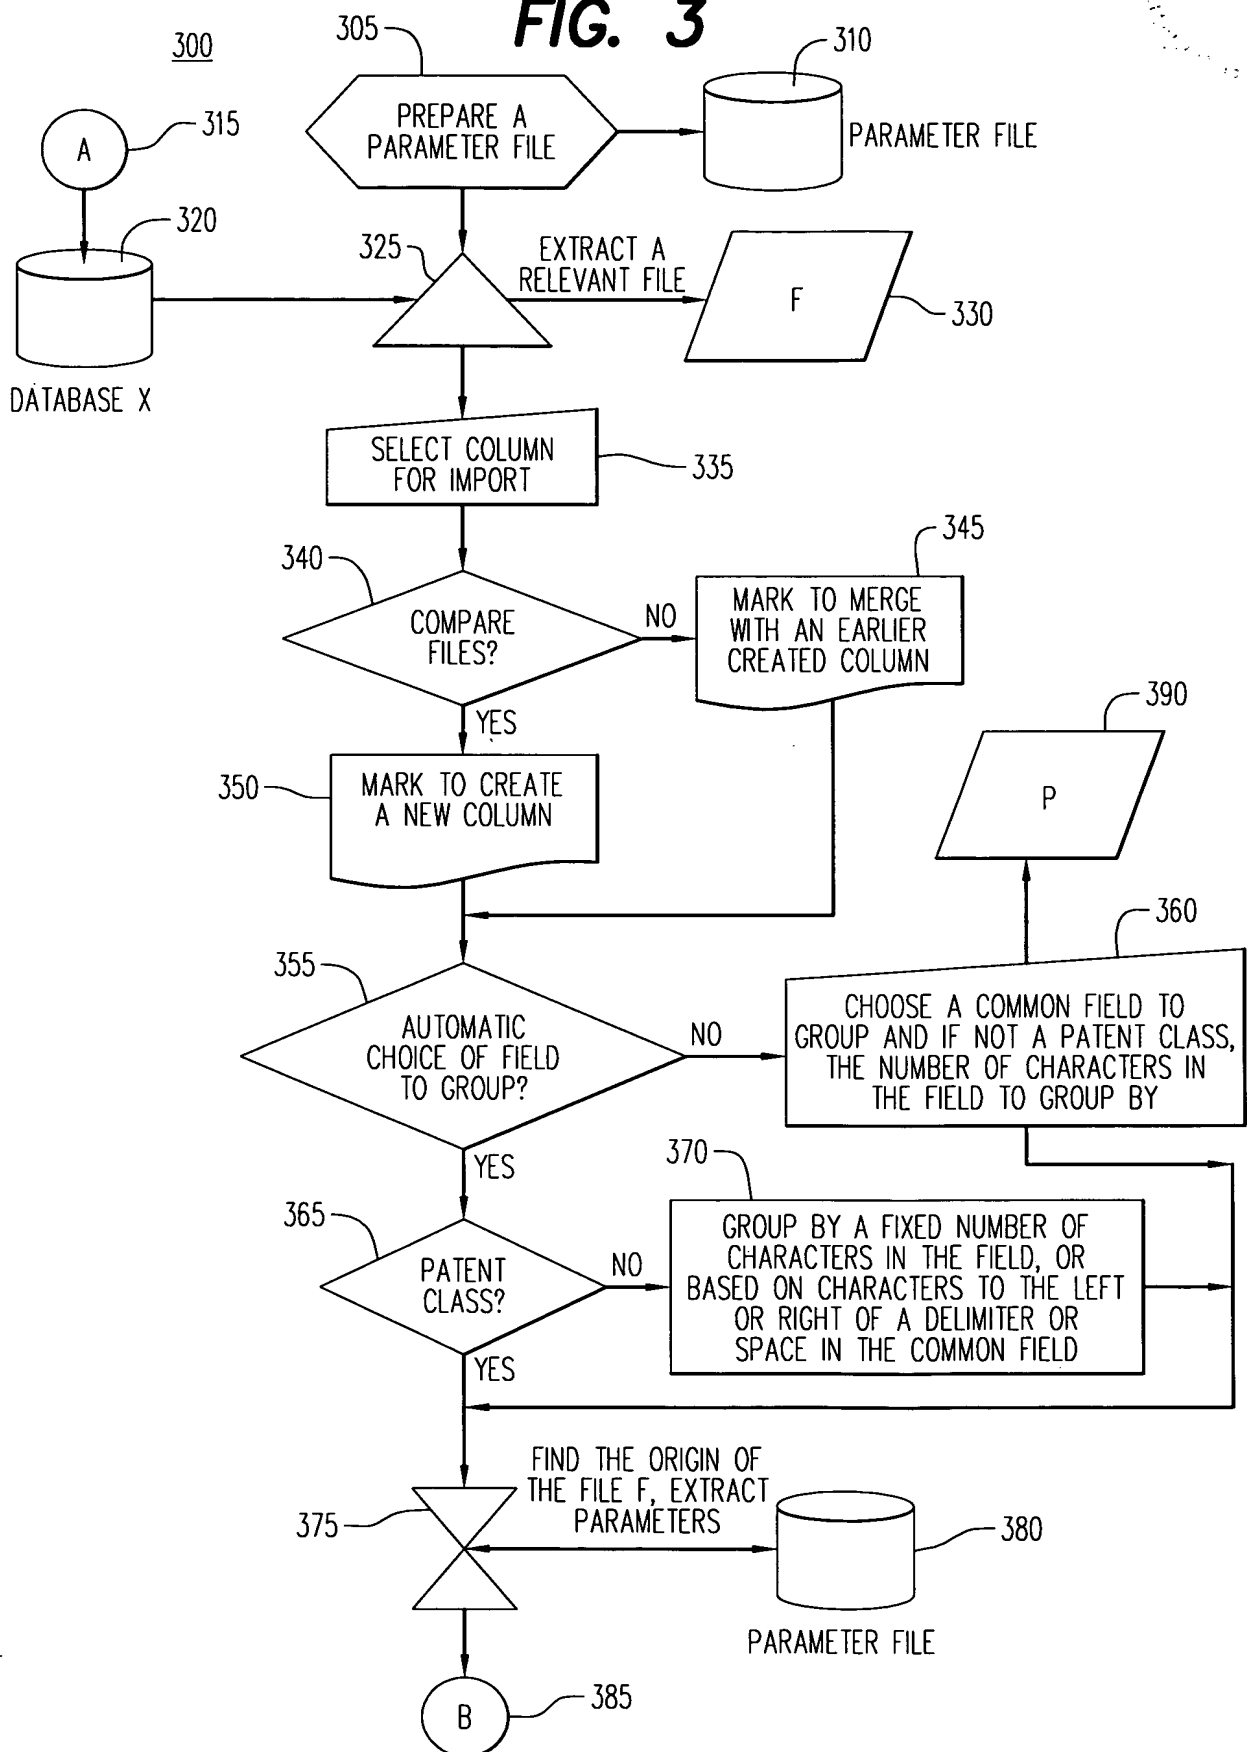 FIG. 3
300
305
310
PREPARE A
PARAMETER FILE
PARAMETER FILE
A
315
320
DATABASE X
325
EXTRACT A
RELEVANT FILE
F
330
SELECT COLUMN
FOR IMPORT
335
340
COMPARE
FILES?
NO
345
MARK TO MERGE
WITH AN EARLIER
CREATED COLUMN
YES
350
MARK TO CREATE
A NEW COLUMN
390
P
355
AUTOMATIC
CHOICE OF FIELD
TO GROUP?
NO
360
CHOOSE A COMMON FIELD TO
GROUP AND IF NOT A PATENT CLASS,
THE NUMBER OF CHARACTERS IN
THE FIELD TO GROUP BY
YES
365
PATENT
CLASS?
NO
370
GROUP BY A FIXED NUMBER OF
CHARACTERS IN THE FIELD, OR
BASED ON CHARACTERS TO THE LEFT
OR RIGHT OF A DELIMITER OR
SPACE IN THE COMMON FIELD
YES
375
FIND THE ORIGIN OF
THE FILE F, EXTRACT
PARAMETERS
380
PARAMETER FILE
B
385